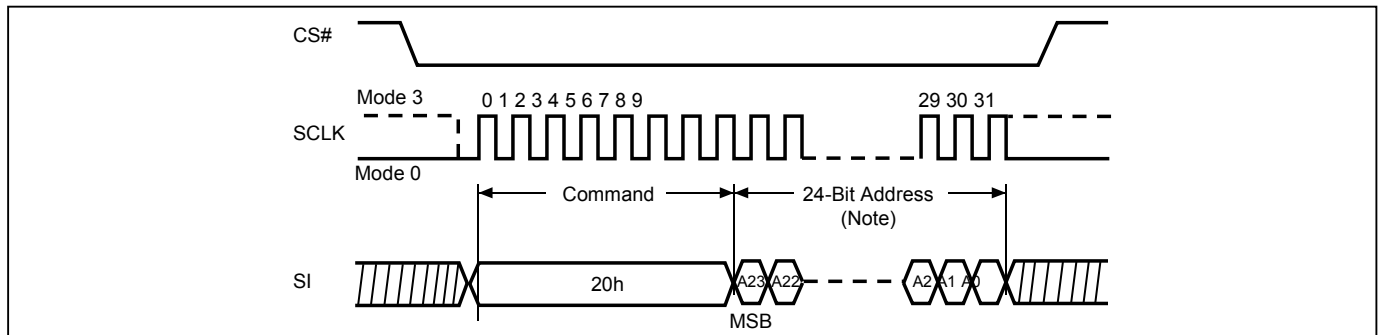 CS#
Mode 3
0 1 2 3 4 5 6 7 8 9
29 30 31
SCLK
Mode 0
Command
24-Bit Address
(Note)
SI
20h
A23
A22
A2
A1
A0
MSB